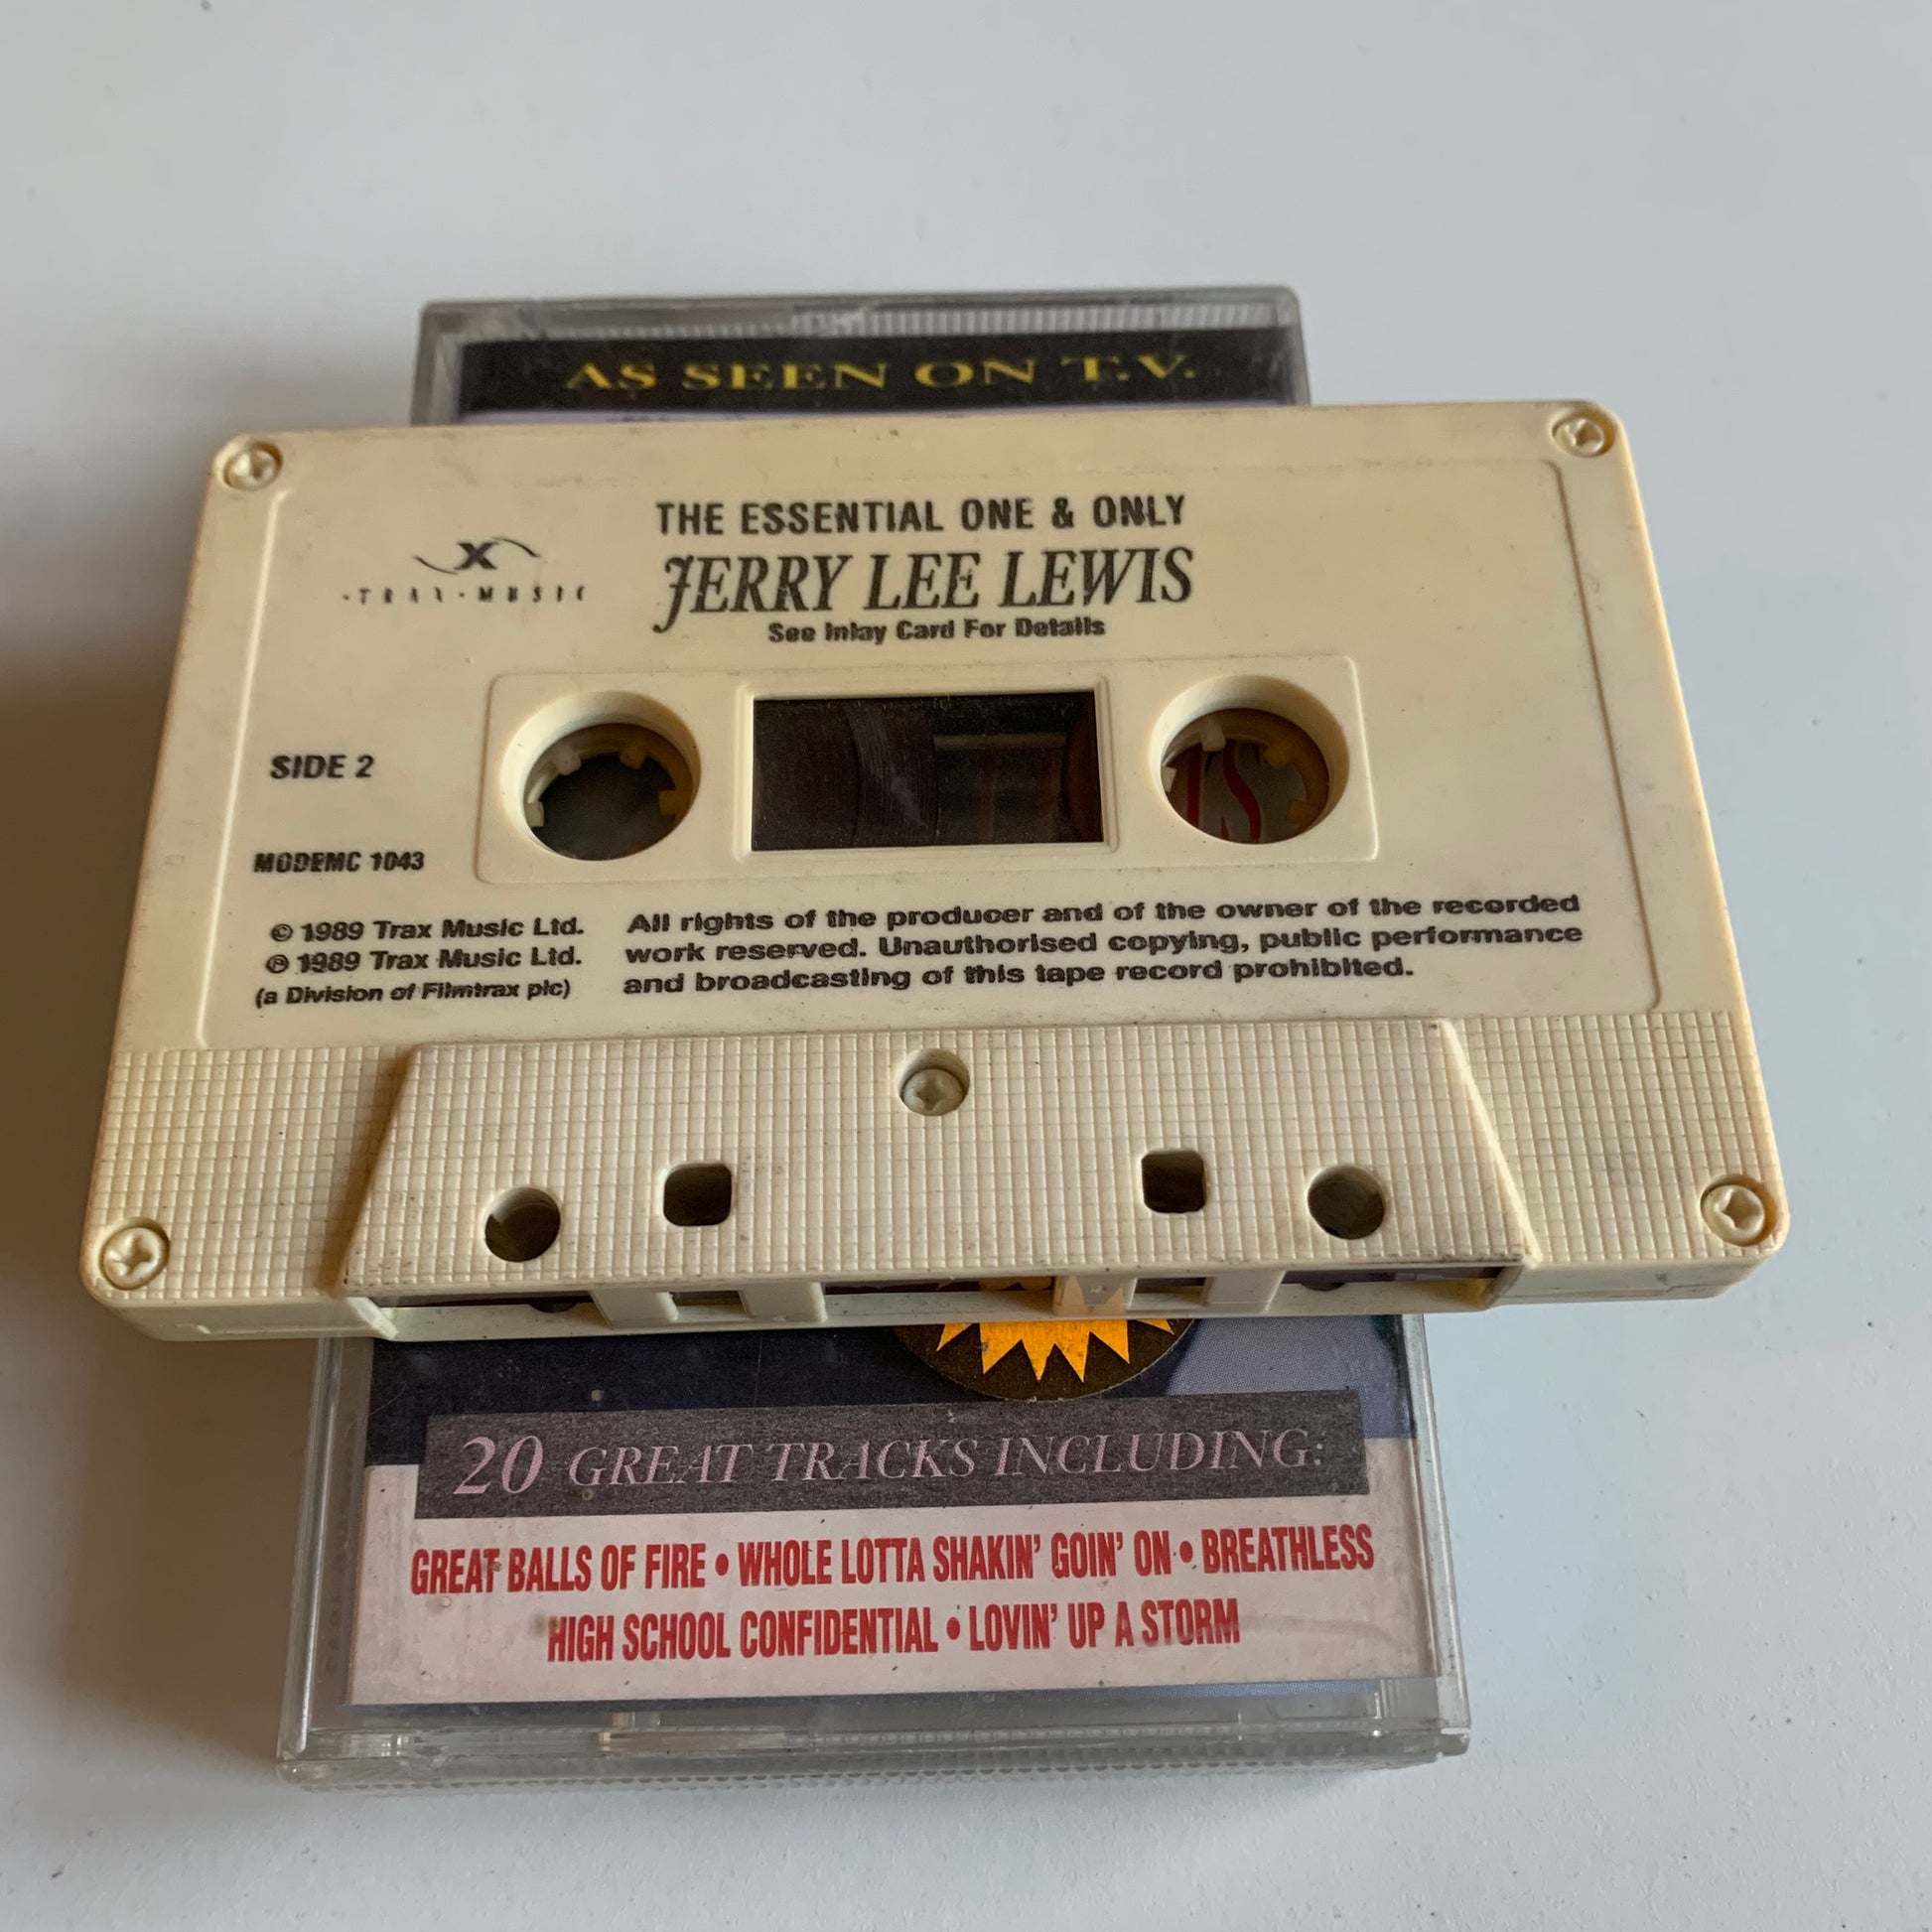 AS SEEN ON T.V.
THE ESSENTIAL ONE & ONLY
JERRY LEE LEWIS
See Inlay Card For Details
X
·TRAX·MUSIC
SIDE 2
MODEMC 1043
© 1989 Trax Music Ltd.
℗ 1989 Trax Music Ltd.
(a Division of Filmtrax plc)
All rights of the producer and of the owner of the recorded
work reserved. Unauthorised copying, public performance
and broadcasting of this tape record prohibited.
20 GREAT TRACKS INCLUDING:
GREAT BALLS OF FIRE • WHOLE LOTTA SHAKIN' GOIN' ON • BREATHLESS
HIGH SCHOOL CONFIDENTIAL • LOVIN' UP A STORM